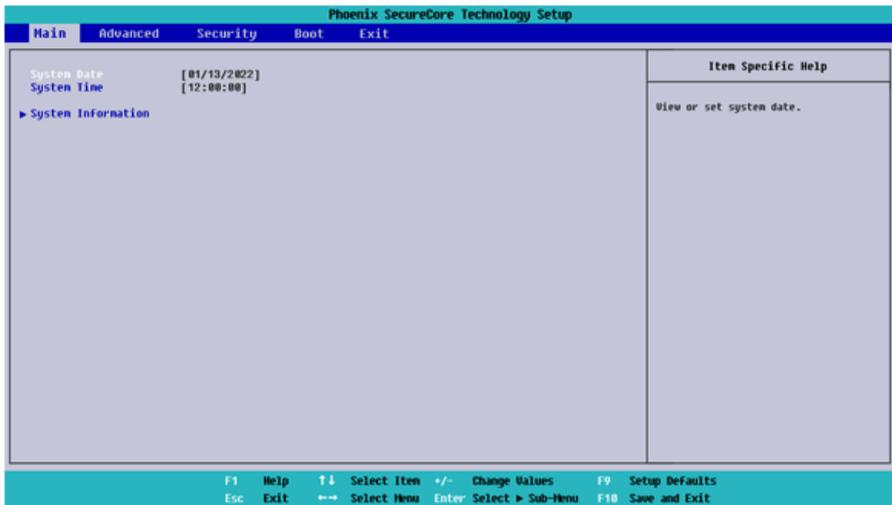 Phoenix SecureCore Technology Setup
Main Advanced Security Boot Exit
System Date [01/13/2022]
System Time [12:00:00]
▶ System Information
Item Specific Help
View or set system date.
F1 Help ↑↓ Select Item +/- Change Values F9 Setup Defaults
Esc Exit ←→ Select Menu Enter Select ▶ Sub-Menu F10 Save and Exit